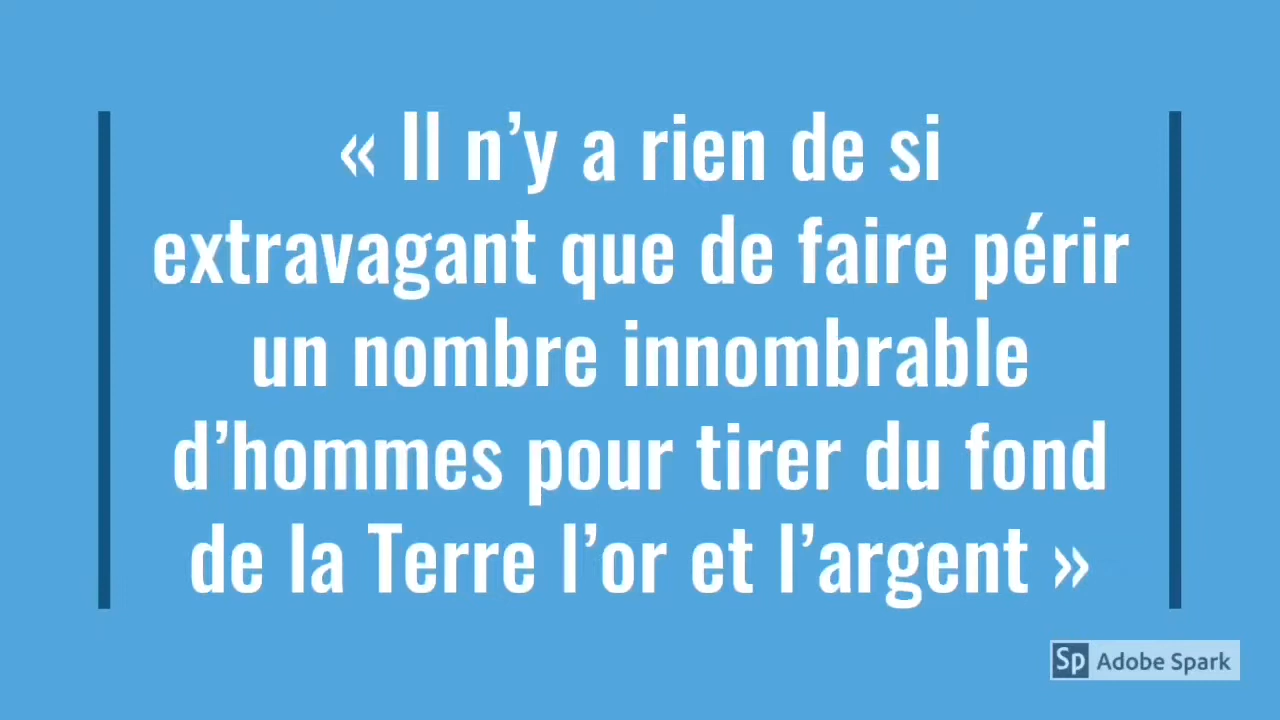 « Il n’y a rien de si
extravagant que de faire périr
un nombre innombrable
d’hommes pour tirer du fond
de la Terre l’or et l’argent »
Sp Adobe Spark